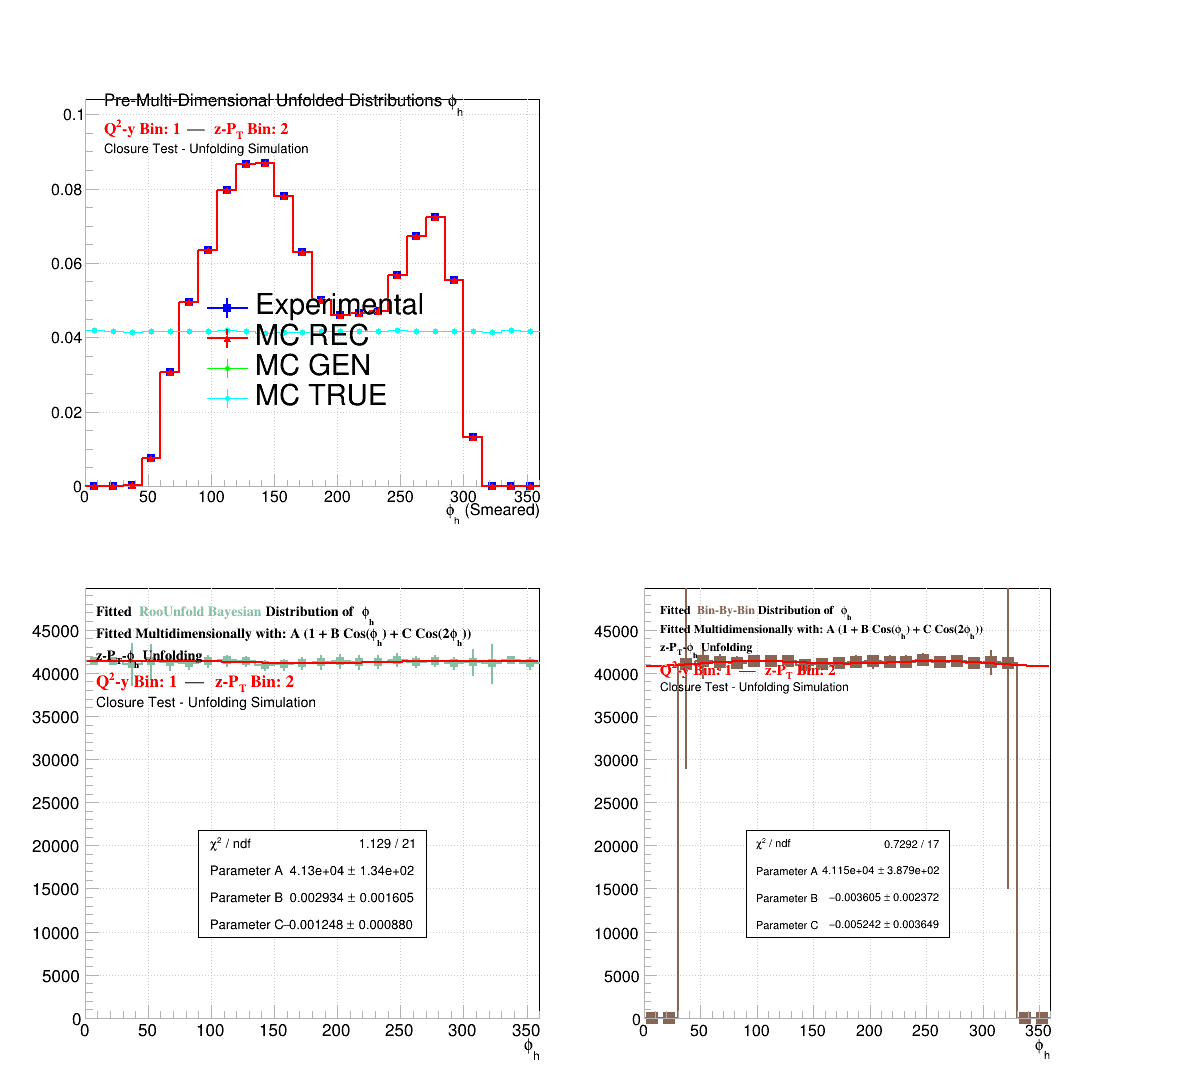 Pre-Multi-Dimensional Unfolded Distributions ϕh
Q²-y Bin: 1 — z-PT Bin: 2
Closure Test - Unfolding Simulation
0.1
0.08
0.06
0.04
0.02
0
Experimental
MC REC
MC GEN
MC TRUE
0 50 100 150 200 250 300 350
ϕh (Smeared)
Fitted RooUnfold Bayesian Distribution of ϕh
Fitted Multidimensionally with: A (1 + B Cos(ϕh) + C Cos(2ϕh))
z-PT-ϕh Unfolding
Q²-y Bin: 1 — z-PT Bin: 2
Closure Test - Unfolding Simulation
45000
40000
35000
30000
25000
20000
15000
10000
5000
0
χ² / ndf 1.129 / 21
Parameter A 4.13e+04 ± 1.34e+02
Parameter B 0.002934 ± 0.001605
Parameter C −0.001248 ± 0.000880
0 50 100 150 200 250 300 350
ϕh
Fitted Bin-By-Bin Distribution of ϕh
Fitted Multidimensionally with: A (1 + B Cos(ϕh) + C Cos(2ϕh))
z-PT-ϕh Unfolding
Q²-y Bin: 1 — z-PT Bin: 2
Closure Test - Unfolding Simulation
45000
40000
35000
30000
25000
20000
15000
10000
5000
0
χ² / ndf 0.7292 / 17
Parameter A 4.115e+04 ± 3.879e+02
Parameter B −0.003605 ± 0.002372
Parameter C −0.005242 ± 0.003649
0 50 100 150 200 250 300 350
ϕh